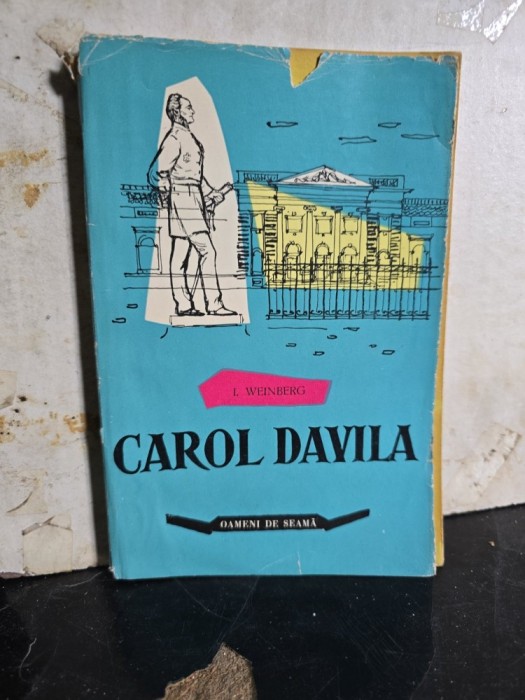 I. WEINBERG
CAROL DAVILA
OAMENI DE SEAMĂ